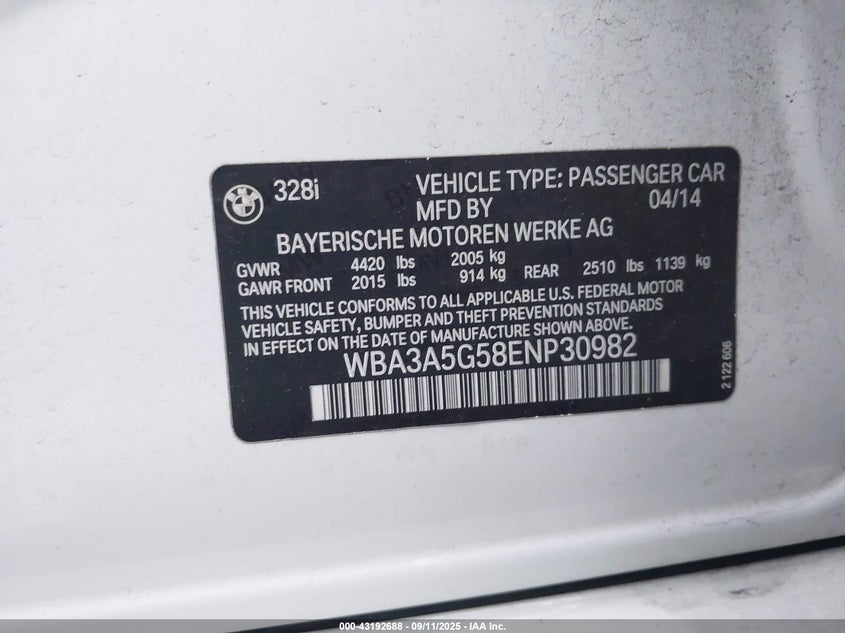 328i VEHICLE TYPE: PASSENGER CAR
MFD BY 04/14
BAYERISCHE MOTOREN WERKE AG
GVWR 4420 lbs 2005 kg
GAWR FRONT 2015 lbs 914 kg REAR 2510 lbs 1139 kg
THIS VEHICLE CONFORMS TO ALL APPLICABLE U.S. FEDERAL MOTOR
VEHICLE SAFETY, BUMPER AND THEFT PREVENTION STANDARDS
IN EFFECT ON THE DATE OF MANUFACTURE SHOWN ABOVE.
WBA3A5G58ENP30982
2 122 606
000-43192688 - 09/11/2025 - IAA Inc.